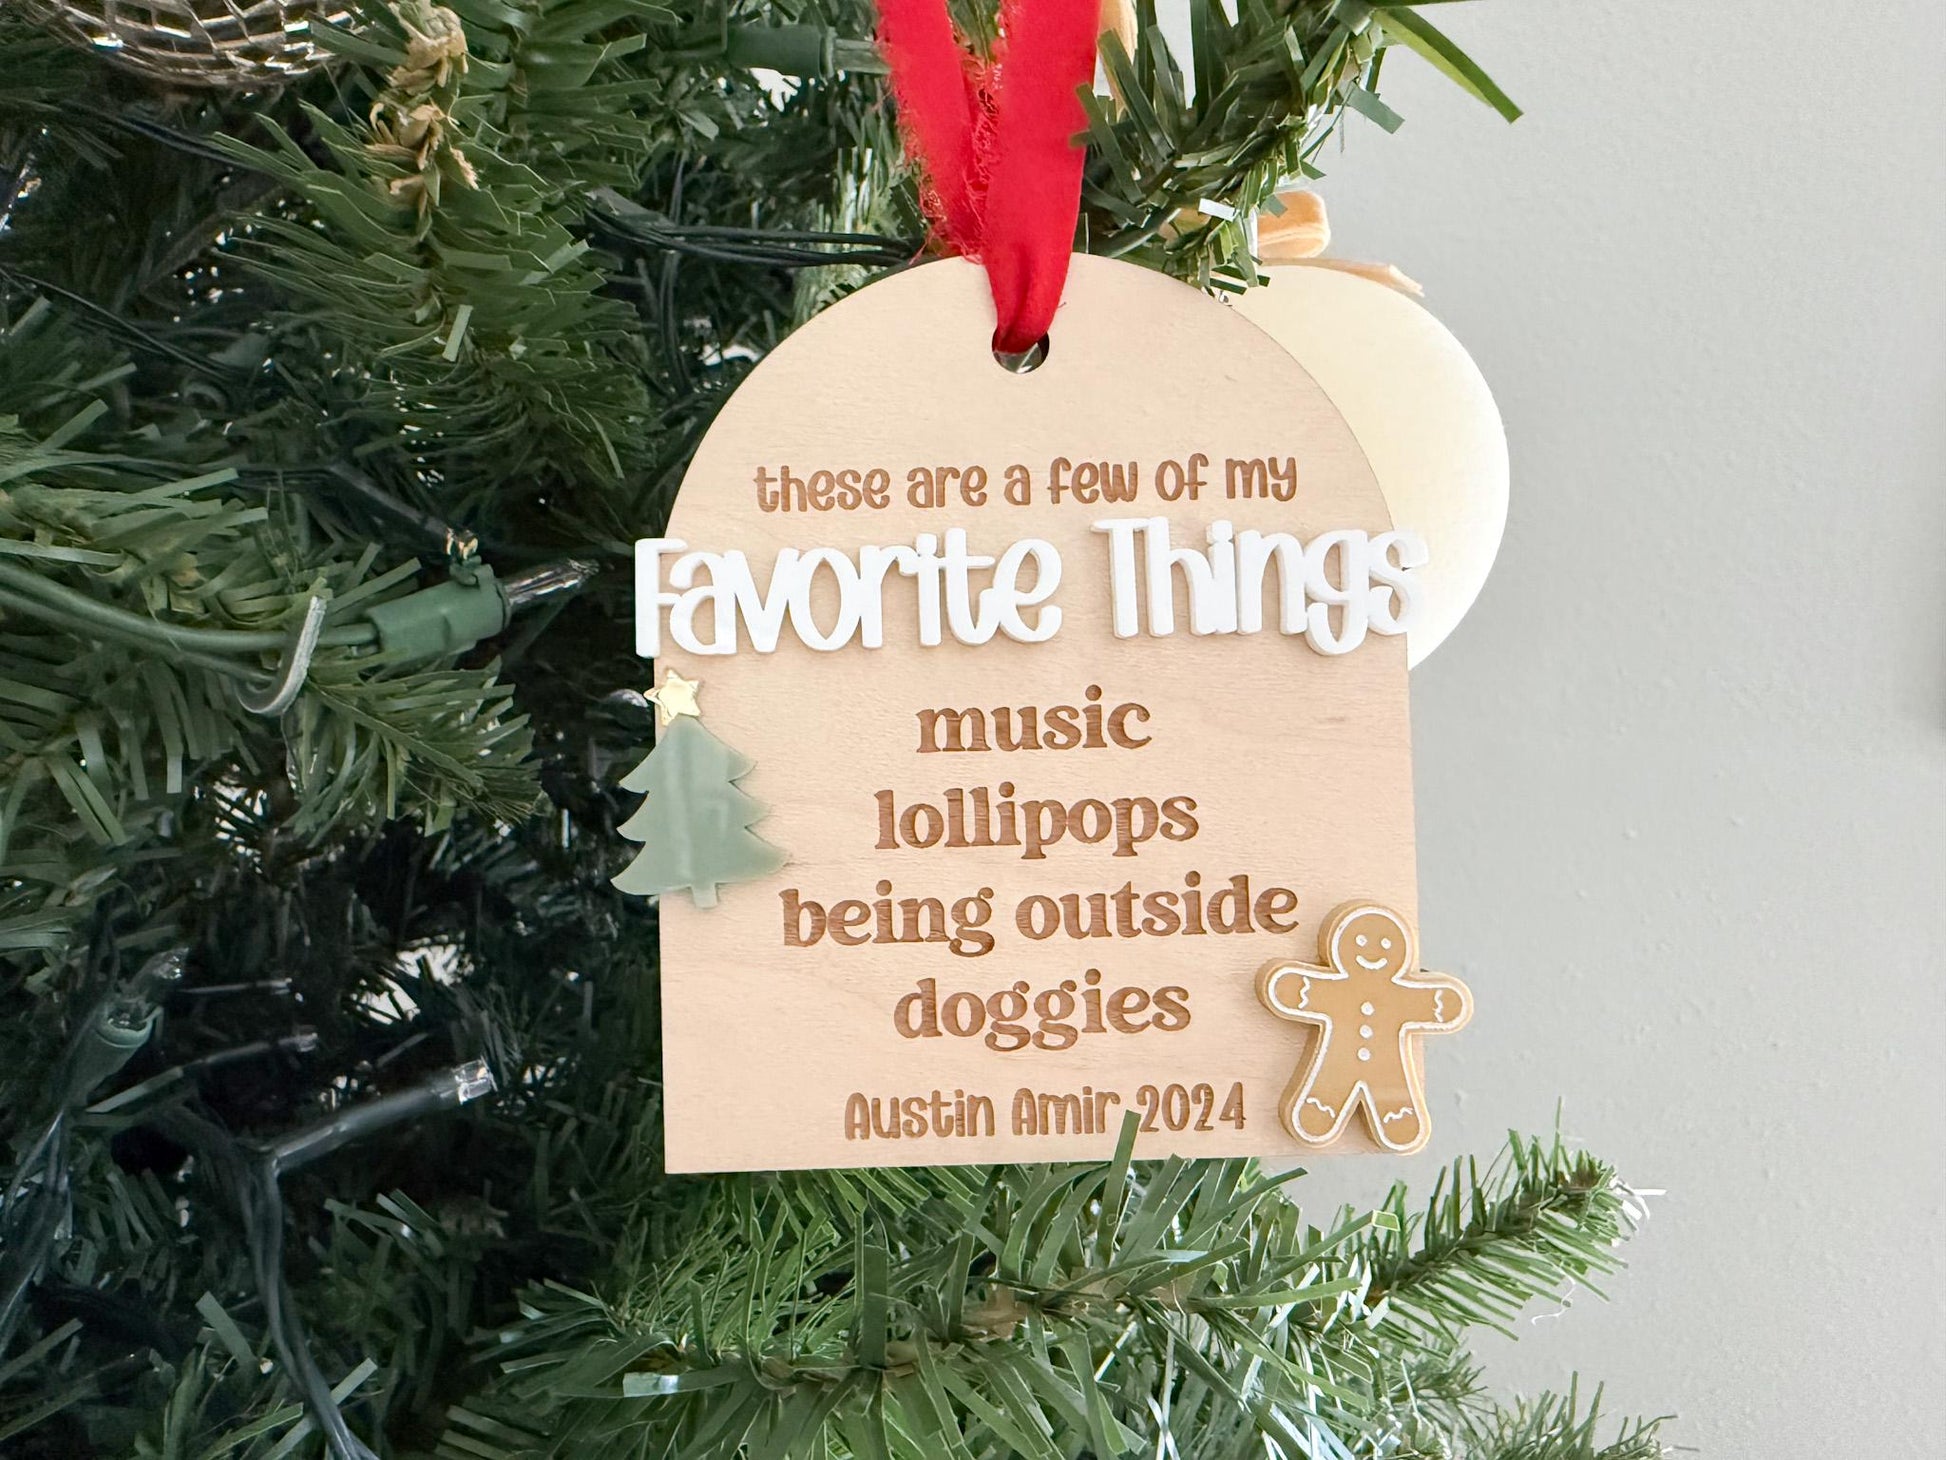 these are a few of my
Favorite Things
music
lollipops
being outside
doggies
Austin Amir 2024